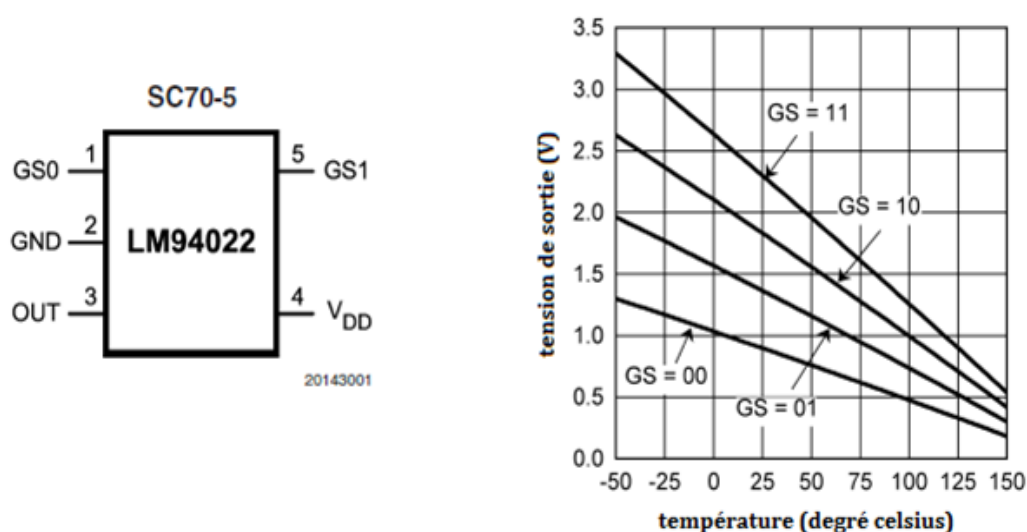 SC70-5
GS0 1 5 GS1
GND 2 LM94022
OUT 3 4 VDD
20143001
3.5
3.0
2.5
2.0
1.5
1.0
0.5
0.0
tension de sortie (V)
GS = 11
GS = 10
GS = 00
GS = 01
-50 -25 0 25 50 75 100 125 150
température (degré celsius)